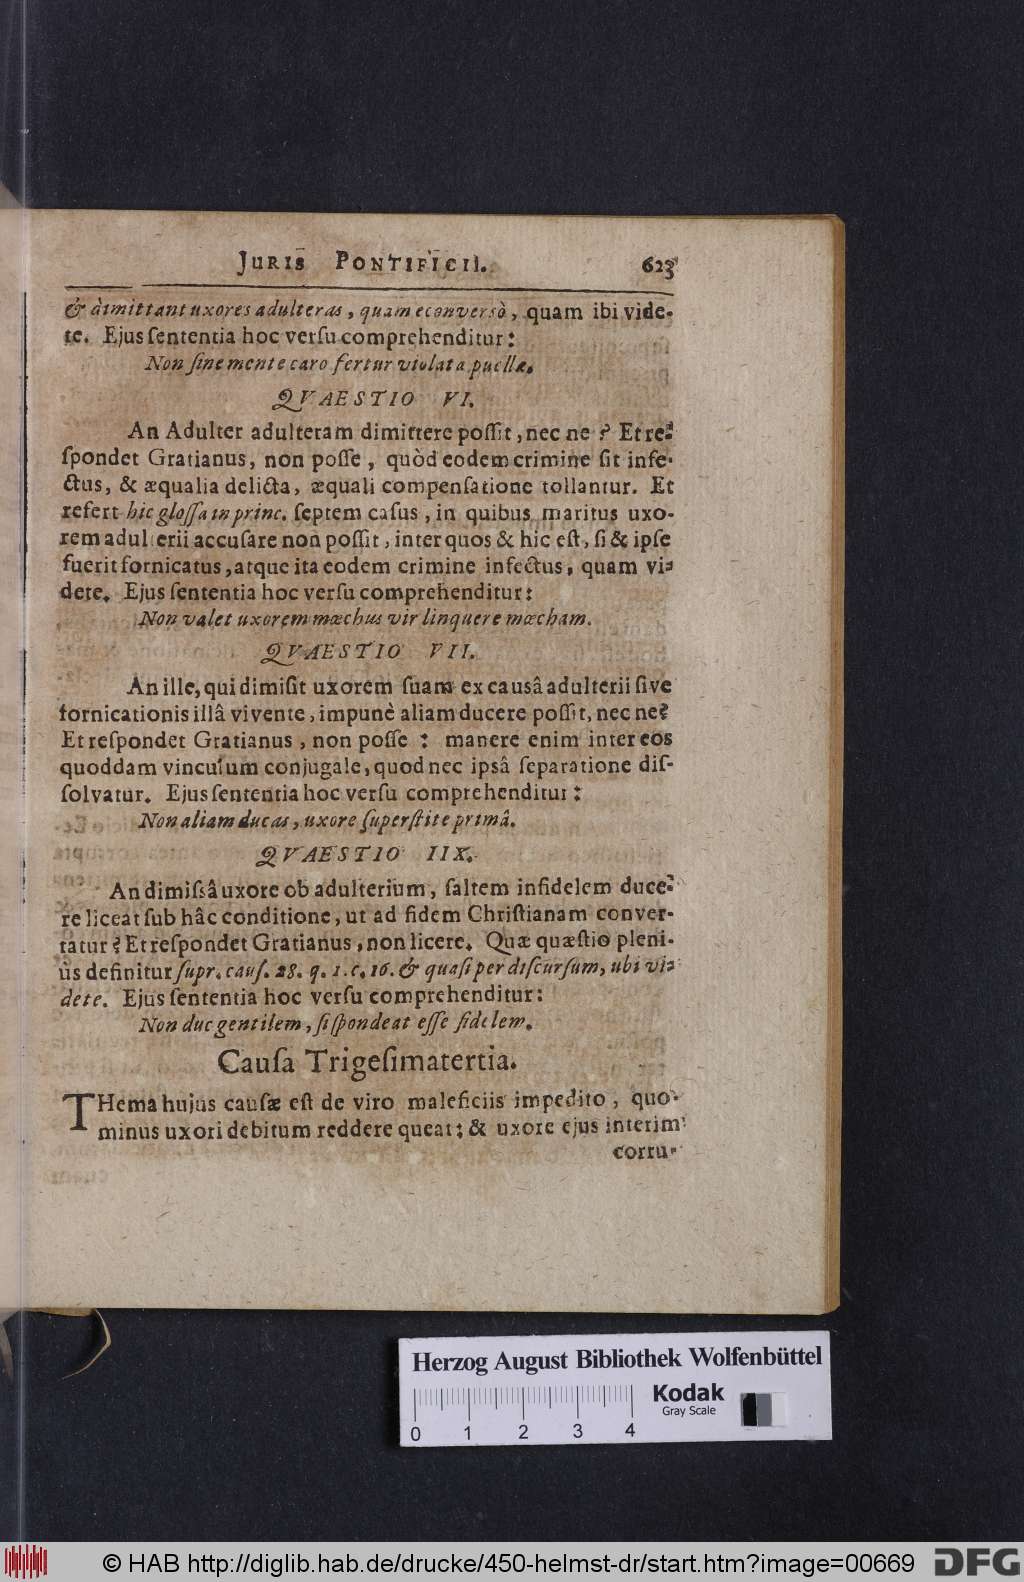 JURIS PONTIFICII. 623
& dimittant uxores adulteras, quam econversò, quam ibi vide-
te. Ejus ſententia hoc verſu comprehenditur:
Non ſine mente caro fertur violata puellæ.
QVAESTIO VI.
An Adulter adulteram dimittere poſſit, nec ne? Et re-
ſpondet Gratianus, non poſſe, quòd eodem crimine ſit infe-
ctus, & æqualia delicta, æquali compenſatione tollantur. Et
refert hic gloſſa in princ. ſeptem caſus, in quibus maritus uxo-
rem adulterii accuſare non poſſit, inter quos & hic eſt, ſi & ipſe
fuerit fornicatus, atque ita eodem crimine infectus, quam vi-
dete. Ejus ſententia hoc verſu comprehenditur:
Non valet uxorem mœchus vir linquere mœcham.
QVAESTIO VII.
An ille, qui dimiſit uxorem ſuam ex causâ adulterii ſive
fornicationis illâ vivente, impunè aliam ducere poſſit, nec ne?
Et reſpondet Gratianus, non poſſe: manere enim inter eos
quoddam vinculum conjugale, quod nec ipsâ ſeparatione diſ-
ſolvatur. Ejus ſententia hoc verſu comprehenditur:
Non aliam ducas, uxore ſuperſtite primâ.
QVAESTIO IIX.
An dimiſsâ uxore ob adulterium, ſaltem infidelem duce-
re liceat ſub hâc conditione, ut ad fidem Chriſtianam conver-
tatur? Et reſpondet Gratianus, non licere. Quæ quæſtio pleni-
ùs definitur ſupr. cauſ. 28. q. 1. c. 16. & quaſi per diſcurſum, ubi vi-
dete. Ejus ſententia hoc verſu comprehenditur:
Non duc gentilem, ſi ſpondeat eſſe fidelem.
Cauſa Trigeſimatertia.
THema hujus cauſæ eſt de viro maleficiis impedito, quo-
minus uxori debitum reddere queat; & uxore ejus interim
corru-
Herzog August Bibliothek Wolfenbüttel
Kodak
Gray Scale
0 1 2 3 4
© HAB http://diglib.hab.de/drucke/450-helmst-dr/start.htm?image=00669 DFG